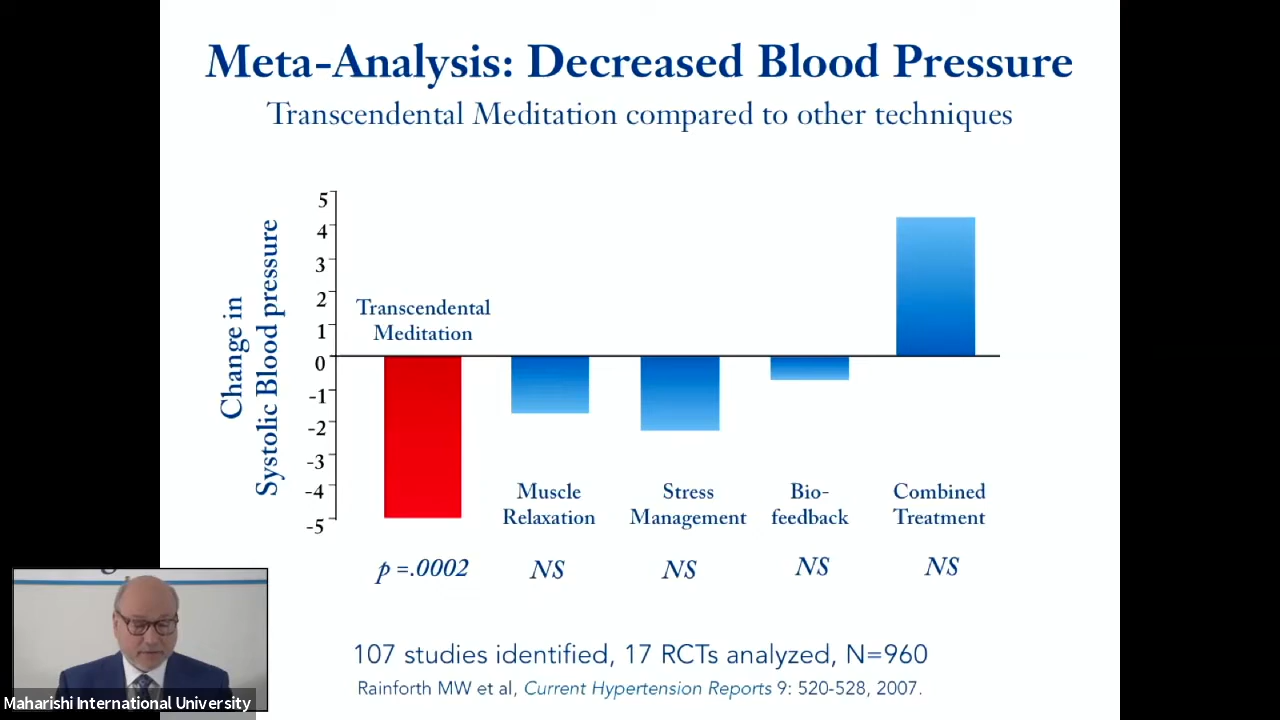 Meta-Analysis: Decreased Blood Pressure
Transcendental Meditation compared to other techniques
Change in
Systolic Blood pressure
5
4
3
2
1
0
-1
-2
-3
-4
-5
Transcendental
Meditation
Muscle
Relaxation
Stress
Management
Bio-
feedback
Combined
Treatment
p =.0002
NS
NS
NS
NS
107 studies identified, 17 RCTs analyzed, N=960
Rainforth MW et al, Current Hypertension Reports 9: 520-528, 2007.
Maharishi International University